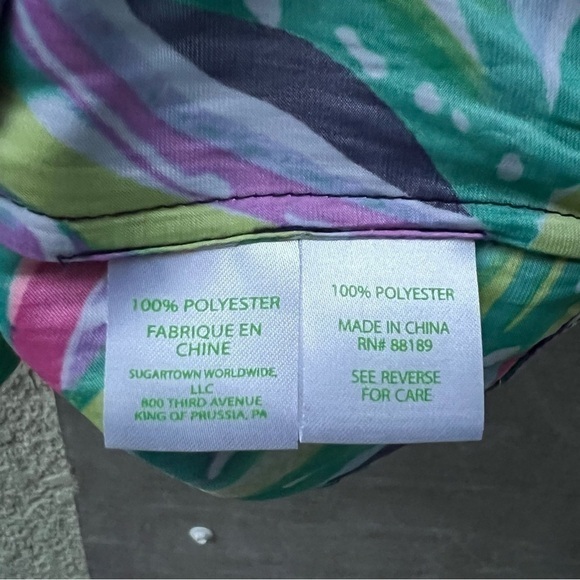 100% POLYESTER
FABRIQUE EN
CHINE
SUGARTOWN WORLDWIDE,
LLC
800 THIRD AVENUE
KING OF PRUSSIA, PA
100% POLYESTER
MADE IN CHINA
RN# 88189
SEE REVERSE
FOR CARE